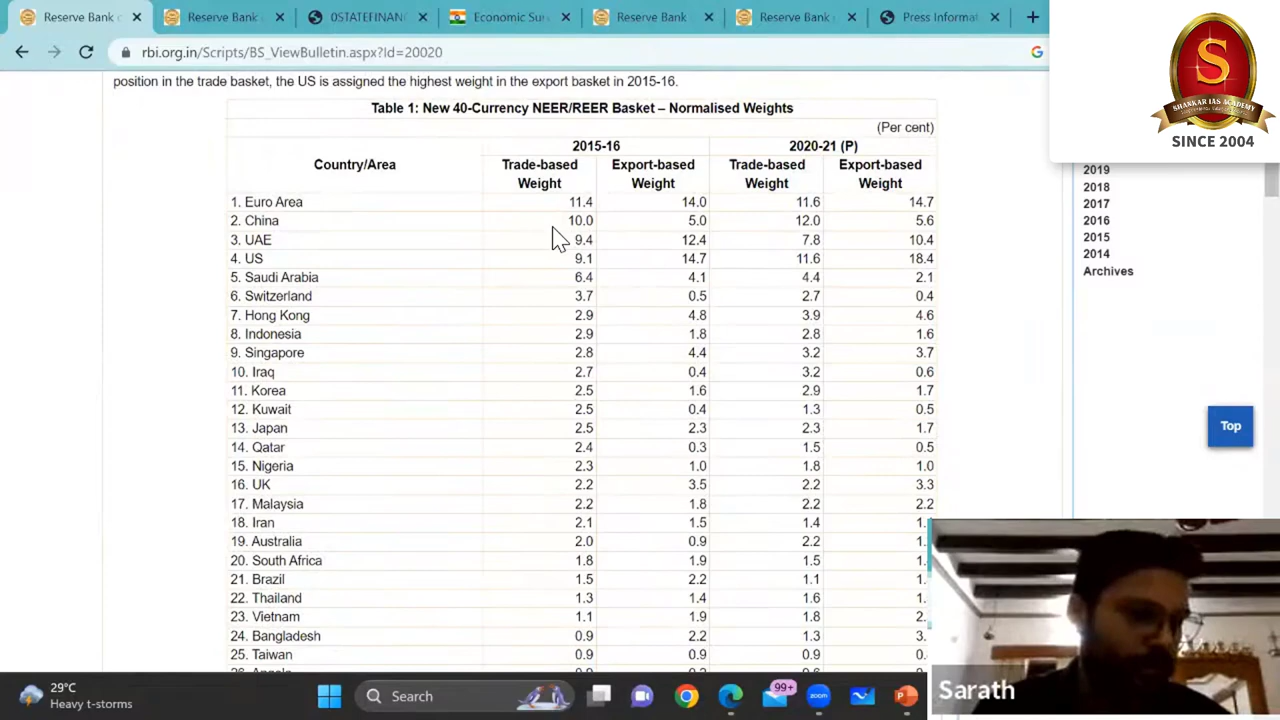 Reserve Bank
Reserve Bank
0STATEFINAN
Economic Sur
Reserve Bank
Reserve Bank
Press Informat
rbi.org.in/Scripts/BS_ViewBulletin.aspx?Id=20020
S
SHANKAR IAS ACADEMY
SINCE 2004
position in the trade basket, the US is assigned the highest weight in the export basket in 2015-16.
Table 1: New 40-Currency NEER/REER Basket – Normalised Weights
(Per cent)
Country/Area 2015-16 2020-21 (P)
Trade-based Weight Export-based Weight Trade-based Weight Export-based Weight
1. Euro Area 11.4 14.0 11.6 14.7
2. China 10.0 5.0 12.0 5.6
3. UAE 9.4 12.4 7.8 10.4
4. US 9.1 14.7 11.6 18.4
5. Saudi Arabia 6.4 4.1 4.4 2.1
6. Switzerland 3.7 0.5 2.7 0.4
7. Hong Kong 2.9 4.8 3.9 4.6
8. Indonesia 2.9 1.8 2.8 1.6
9. Singapore 2.8 4.4 3.2 3.7
10. Iraq 2.7 0.4 3.2 0.6
11. Korea 2.5 1.6 2.9 1.7
12. Kuwait 2.5 0.4 1.3 0.5
13. Japan 2.5 2.3 2.3 1.7
14. Qatar 2.4 0.3 1.5 0.5
15. Nigeria 2.3 1.0 1.8 1.0
16. UK 2.2 3.5 2.2 3.3
17. Malaysia 2.2 1.8 2.2 2.2
18. Iran 2.1 1.5 1.4 1.
19. Australia 2.0 0.9 2.2 1.
20. South Africa 1.8 1.9 1.5 1.
21. Brazil 1.5 2.2 1.1 1.
22. Thailand 1.3 1.4 1.6 1.
23. Vietnam 1.1 1.9 1.8 2.
24. Bangladesh 0.9 2.2 1.3 3.
25. Taiwan 0.9 0.9 0.9 0.
2019
2018
2017
2016
2015
2014
Archives
Top
Sarath
29°C
Heavy t-storms
Search
99+
zoom